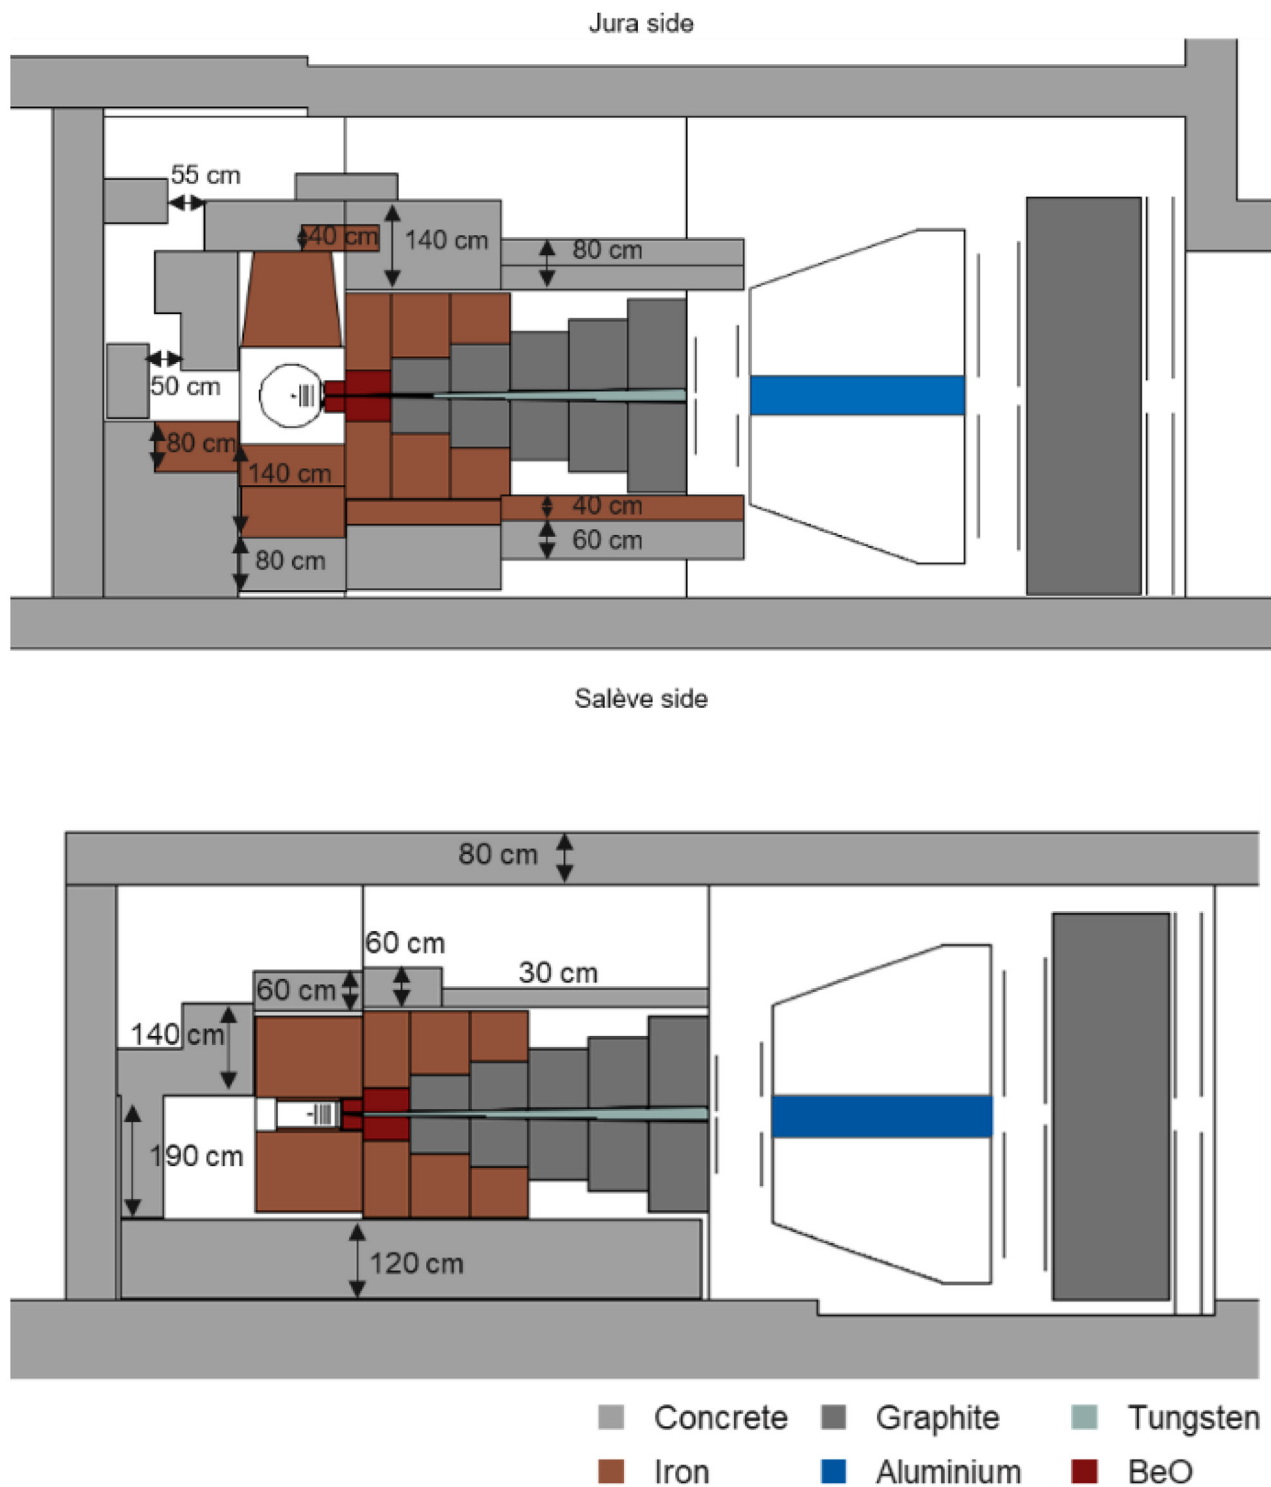 Jura side
55 cm
40 cm
140 cm
80 cm
50 cm
80 cm
140 cm
40 cm
60 cm
80 cm
Salève side
80 cm
60 cm
30 cm
60 cm
140 cm
190 cm
120 cm
Concrete Graphite Tungsten
Iron Aluminium BeO